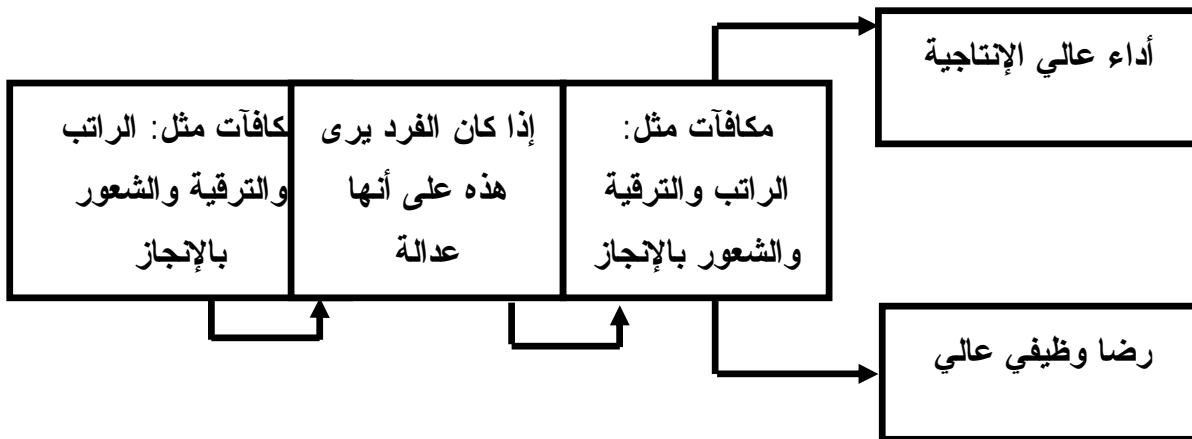 كافآت مثل: الراتب
والترقية والشعور
بالإنجاز
إذا كان الفرد يرى
هذه على أنها
عدالة
مكافآت مثل:
الراتب والترقية
والشعور بالإنجاز
أداء عالي الإنتاجية
رضا وظيفي عالي